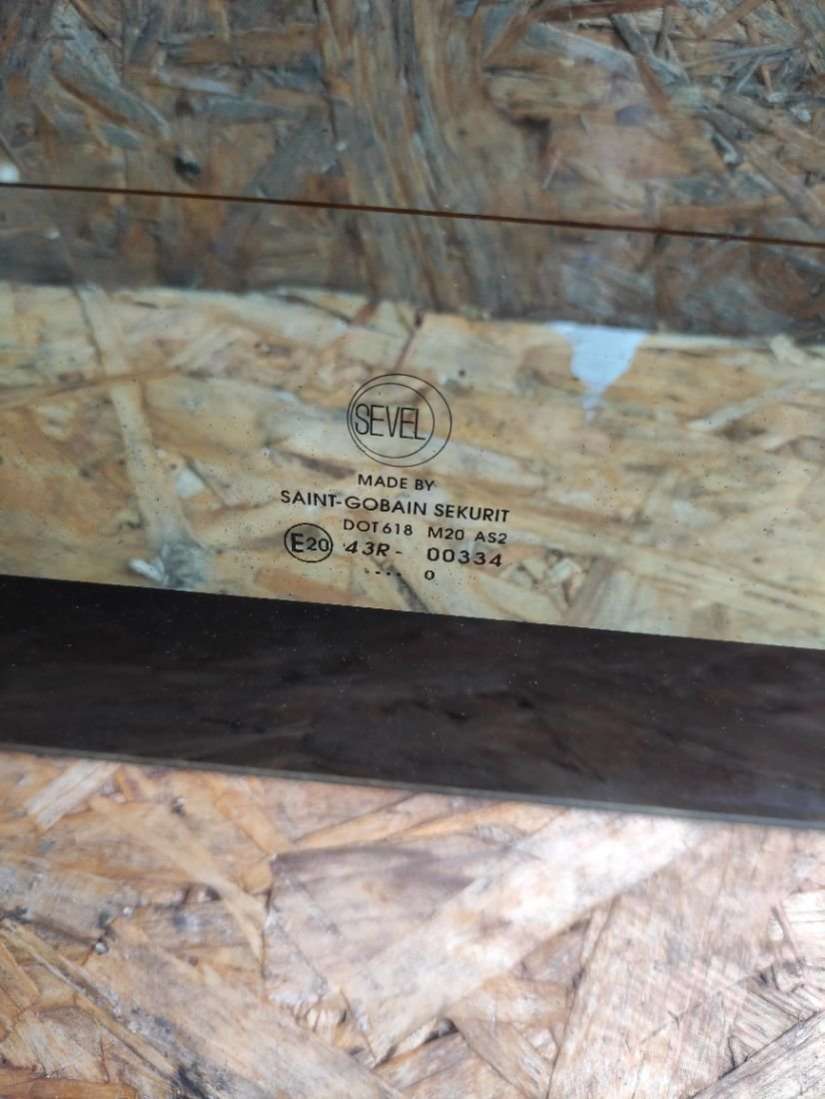 SEVEL
MADE BY
SAINT-GOBAIN SEKURIT
DOT618 M20 AS2
E20 43R- 00334
.... 0